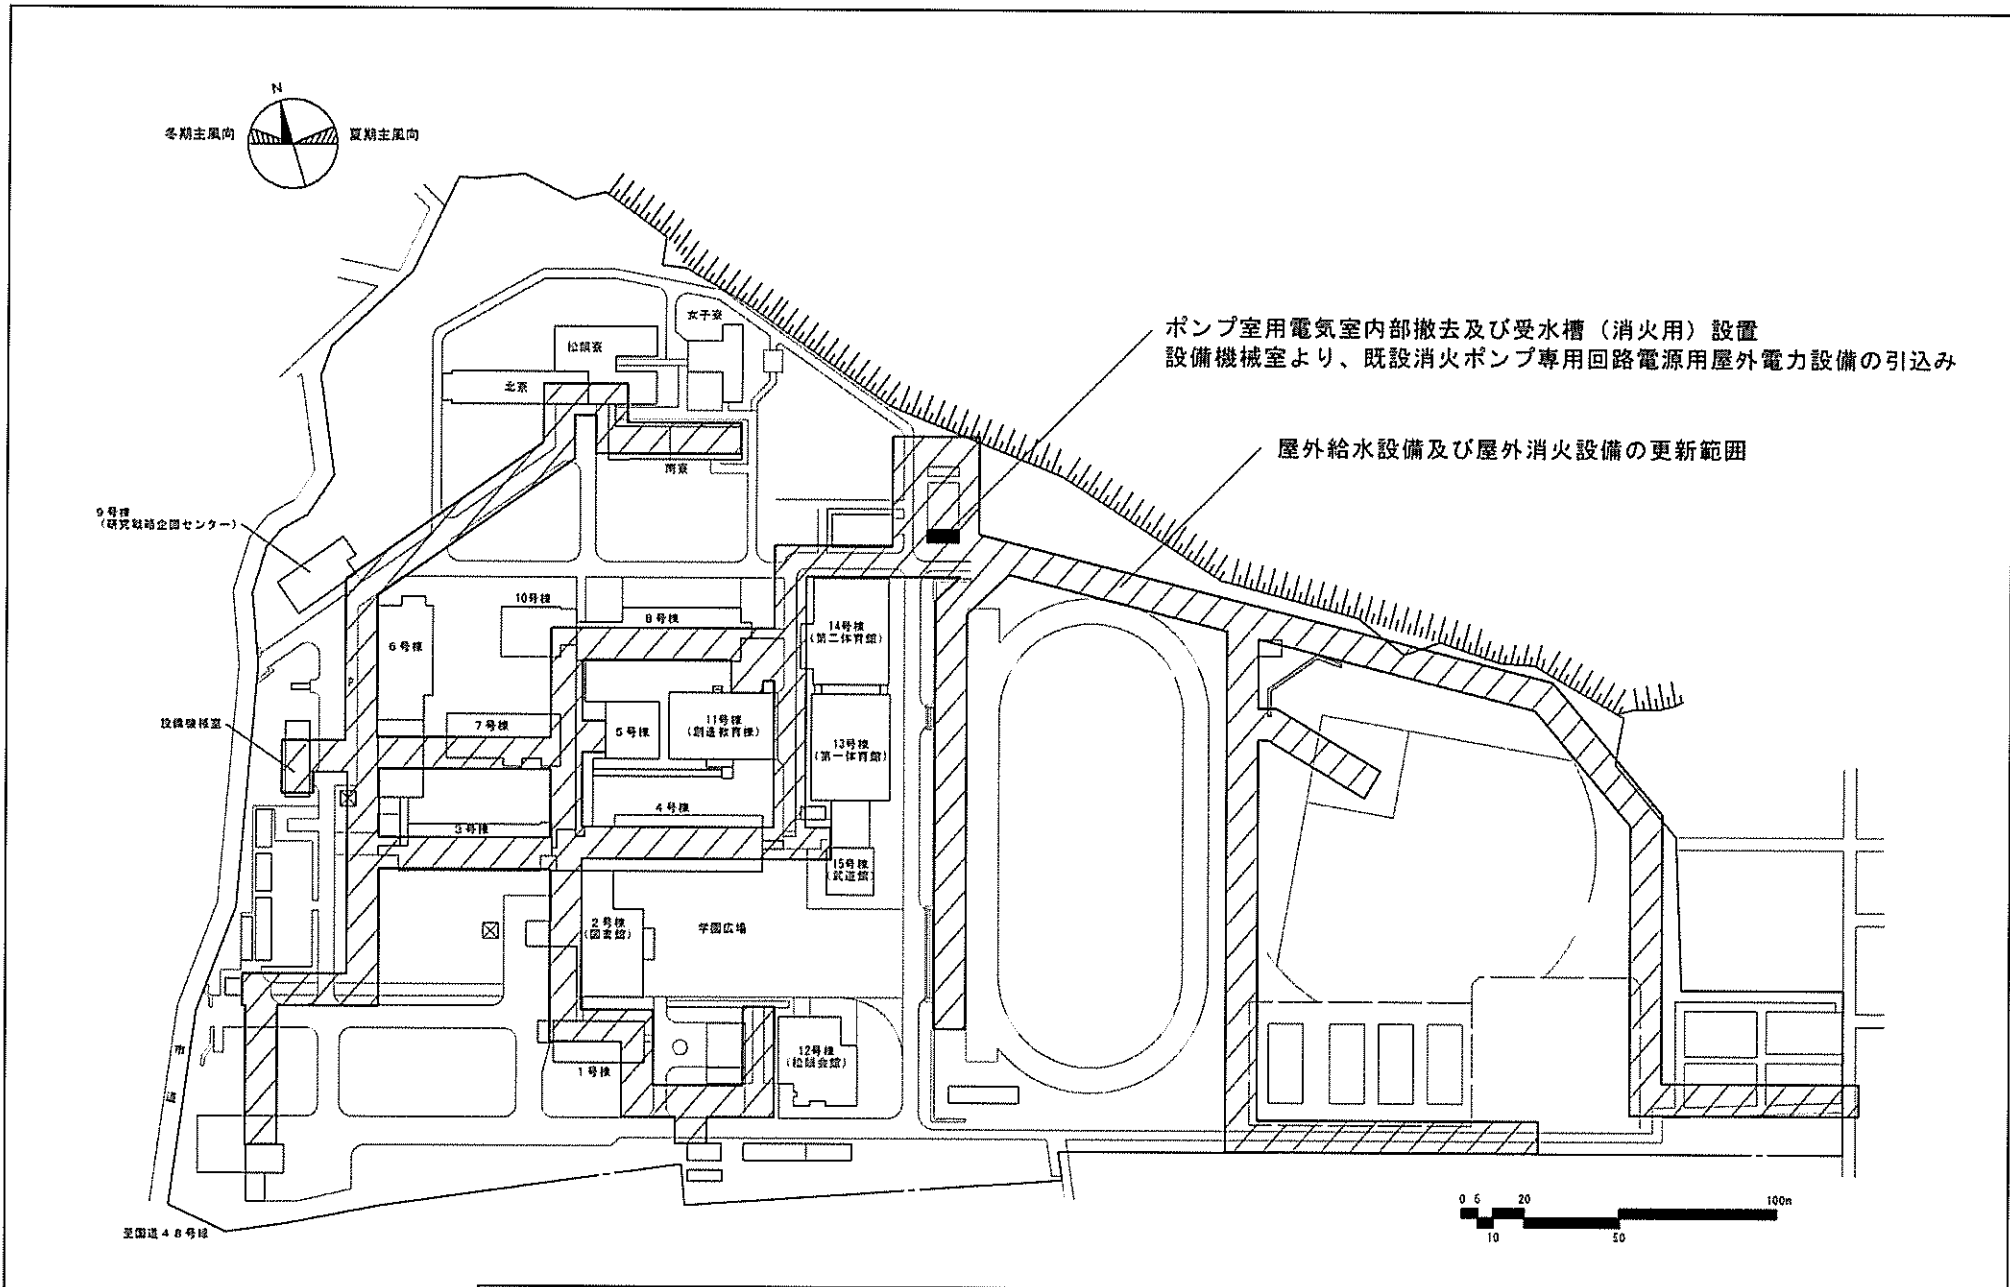 N
冬期主風向
夏期主風向
ポンプ室用電気室内部撤去及び受水槽（消火用）設置
設備機械室より、既設消火ポンプ専用回路電源用屋外電力設備の引込み
屋外給水設備及び屋外消火設備の更新範囲
女子寮
松韻寮
北寮
南寮
9号棟
(研究戦略企画センター)
10号棟
8号棟
6号棟
14号棟
(第二体育館)
設備機械室
7号棟
5号棟
11号棟
(創造教育棟)
13号棟
(第一体育館)
4号棟
3号棟
15号棟
(武道館)
2号棟
(図書館)
学園広場
12号棟
(松韻会館)
1号棟
市
道
至国道48号線
0 5 20 100m
10 50